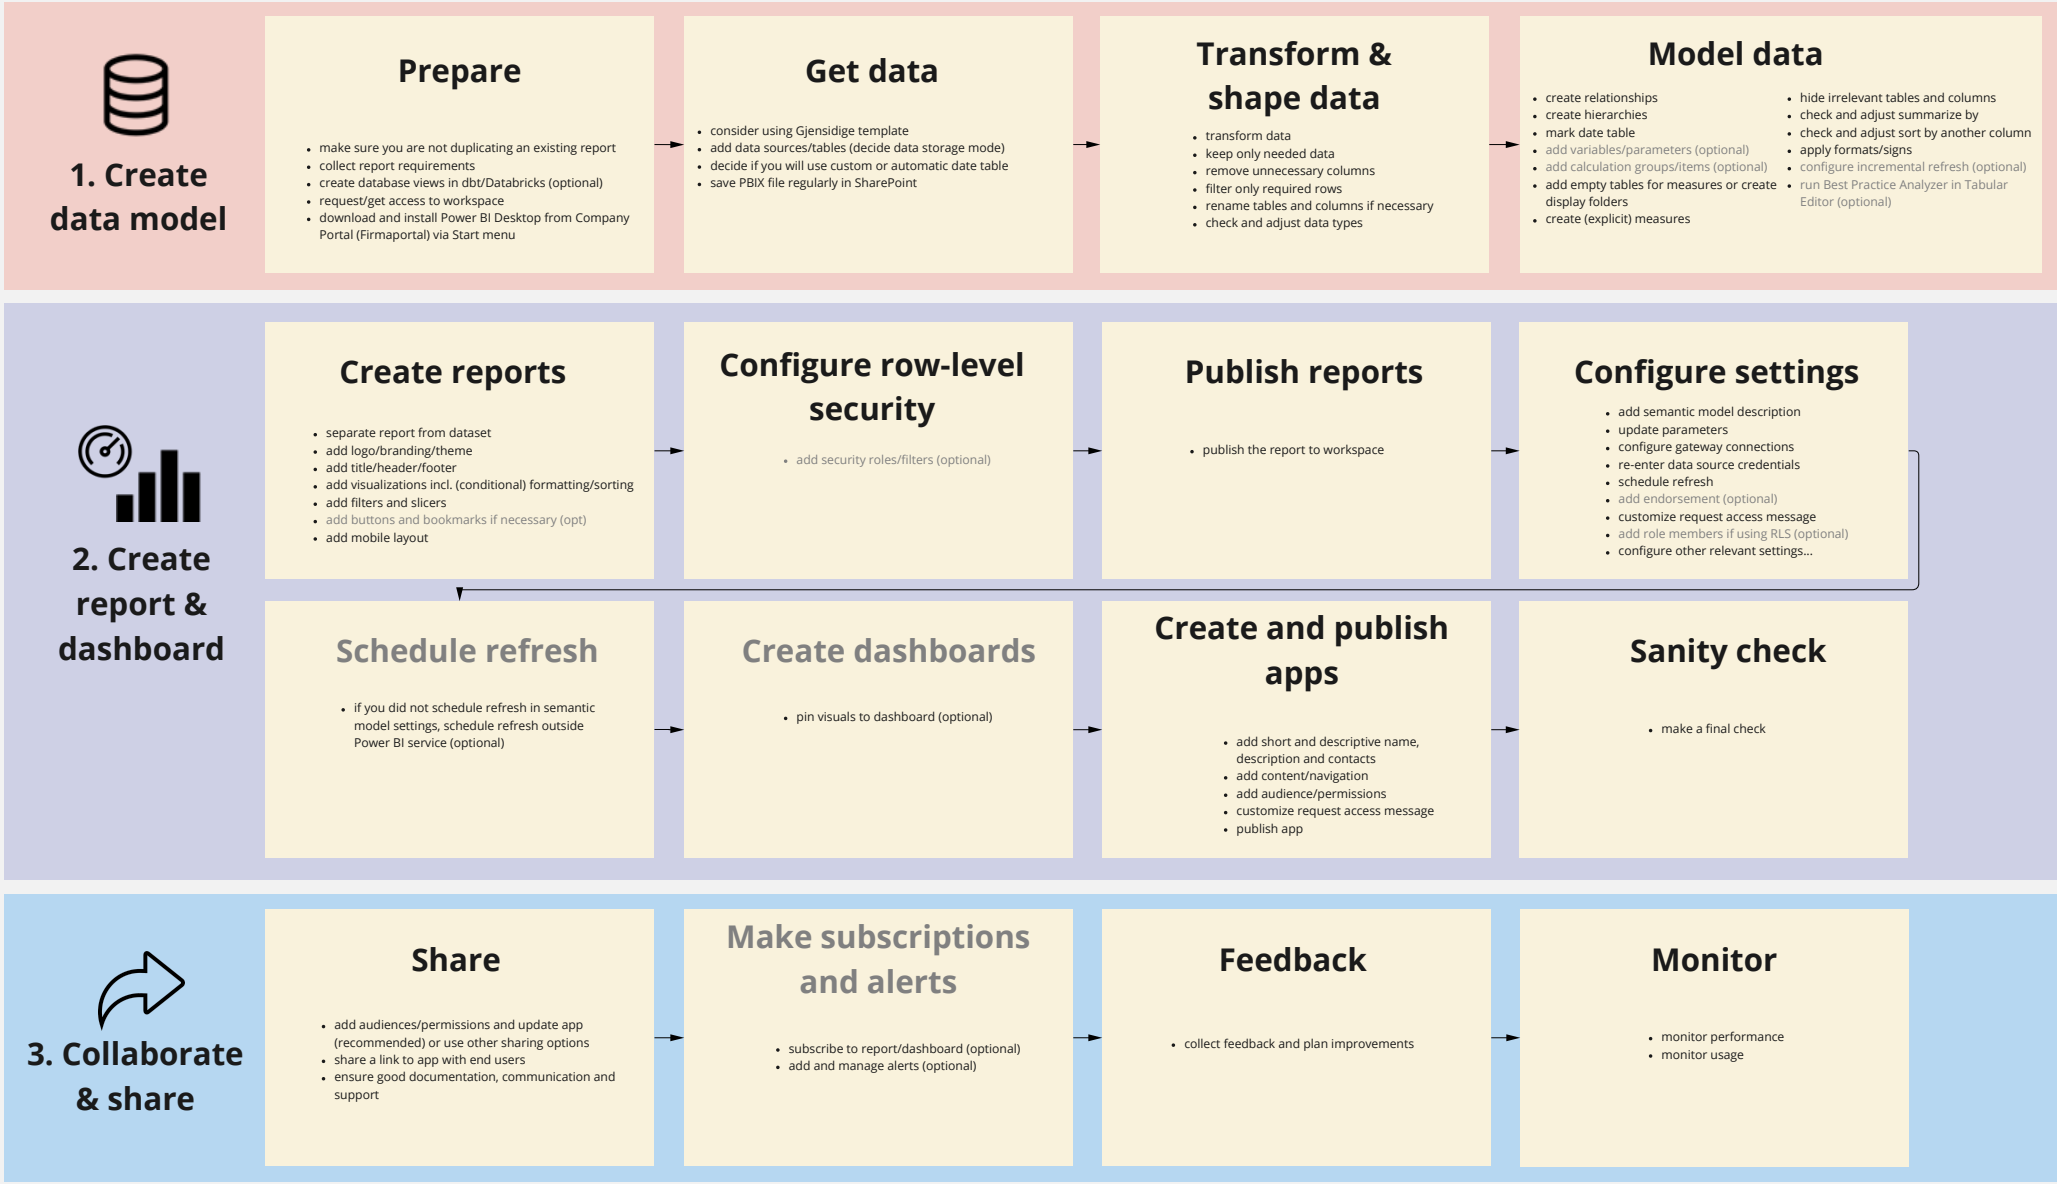 1. Create
data model
Prepare
• make sure you are not duplicating an existing report
• collect report requirements
• create database views in dbt/Databricks (optional)
• request/get access to workspace
• download and install Power BI Desktop from Company
Portal (Firmaportal) via Start menu
Get data
• consider using Gjensidige template
• add data sources/tables (decide data storage mode)
• decide if you will use custom or automatic date table
• save PBIX file regularly in SharePoint
Transform &
shape data
• transform data
• keep only needed data
• remove unnecessary columns
• filter only required rows
• rename tables and columns if necessary
• check and adjust data types
Model data
• create relationships
• create hierarchies
• mark date table
• add variables/parameters (optional)
• add calculation groups/items (optional)
• add empty tables for measures or create
display folders
• create (explicit) measures
• hide irrelevant tables and columns
• check and adjust summarize by
• check and adjust sort by another column
• apply formats/signs
• configure incremental refresh (optional)
• run Best Practice Analyzer in Tabular
Editor (optional)
2. Create
report &
dashboard
Create reports
• separate report from dataset
• add logo/branding/theme
• add title/header/footer
• add visualizations incl. (conditional) formatting/sorting
• add filters and slicers
• add buttons and bookmarks if necessary (opt)
• add mobile layout
Configure row-level
security
• add security roles/filters (optional)
Publish reports
• publish the report to workspace
Configure settings
• add semantic model description
• update parameters
• configure gateway connections
• re-enter data source credentials
• schedule refresh
• add endorsement (optional)
• customize request access message
• add role members if using RLS (optional)
• configure other relevant settings...
Schedule refresh
• if you did not schedule refresh in semantic
model settings, schedule refresh outside
Power BI service (optional)
Create dashboards
• pin visuals to dashboard (optional)
Create and publish
apps
• add short and descriptive name,
description and contacts
• add content/navigation
• add audience/permissions
• customize request access message
• publish app
Sanity check
• make a final check
3. Collaborate
& share
Share
• add audiences/permissions and update app
(recommended) or use other sharing options
• share a link to app with end users
• ensure good documentation, communication and
support
Make subscriptions
and alerts
• subscribe to report/dashboard (optional)
• add and manage alerts (optional)
Feedback
• collect feedback and plan improvements
Monitor
• monitor performance
• monitor usage